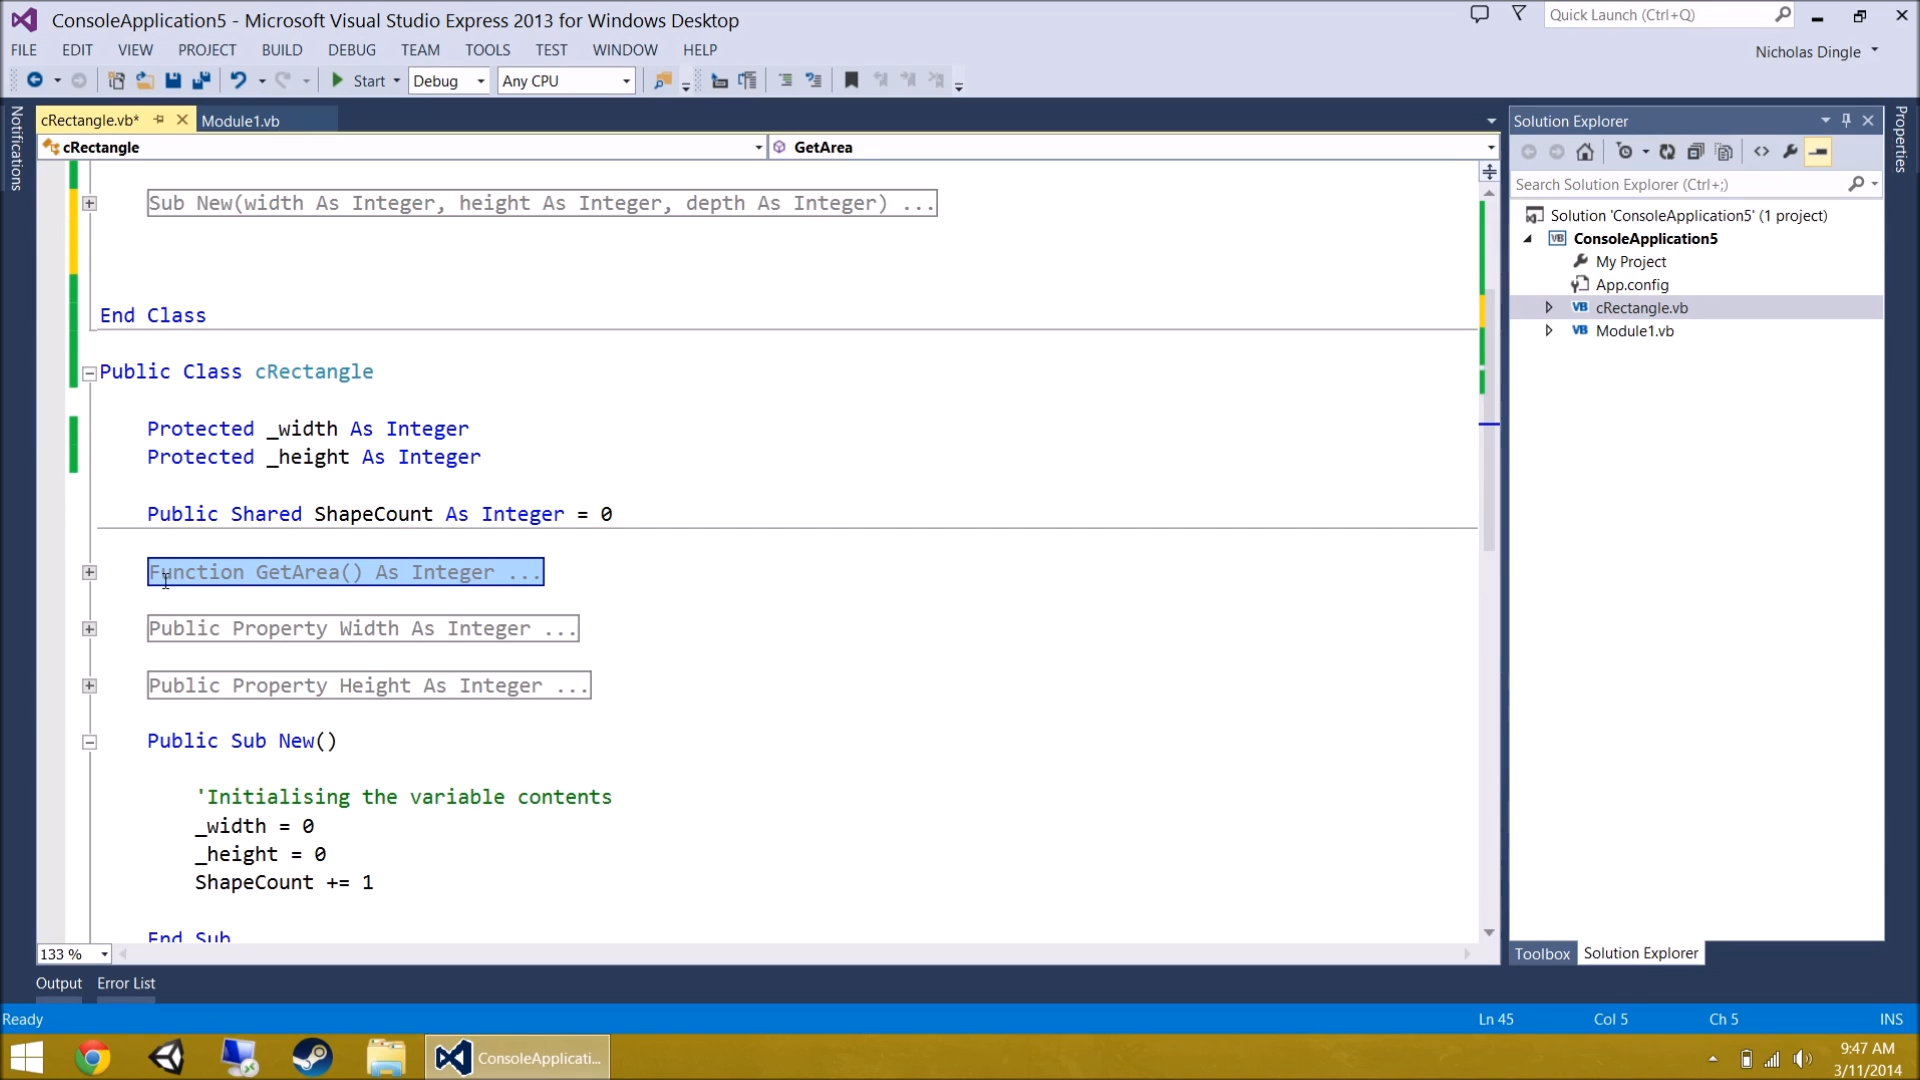 ConsoleApplication5 - Microsoft Visual Studio Express 2013 for Windows Desktop
Quick Launch (Ctrl+Q)
FILE EDIT VIEW PROJECT BUILD DEBUG TEAM TOOLS TEST WINDOW HELP
Nicholas Dingle
Start Debug Any CPU
Notifications
cRectangle.vb* Module1.vb
cRectangle GetArea
Sub New(width As Integer, height As Integer, depth As Integer) ...
End Class
Public Class cRectangle
Protected _width As Integer
Protected _height As Integer
Public Shared ShapeCount As Integer = 0
Function GetArea() As Integer ...
Public Property Width As Integer ...
Public Property Height As Integer ...
Public Sub New()
'Initialising the variable contents
_width = 0
_height = 0
ShapeCount += 1
End Sub
133 %
Solution Explorer
Properties
Search Solution Explorer (Ctrl+;)
Solution 'ConsoleApplication5' (1 project)
VB ConsoleApplication5
My Project
App.config
VB cRectangle.vb
VB Module1.vb
Toolbox Solution Explorer
Output Error List
Ready Ln 45 Col 5 Ch 5 INS
ConsoleApplicati...
9:47 AM
3/11/2014